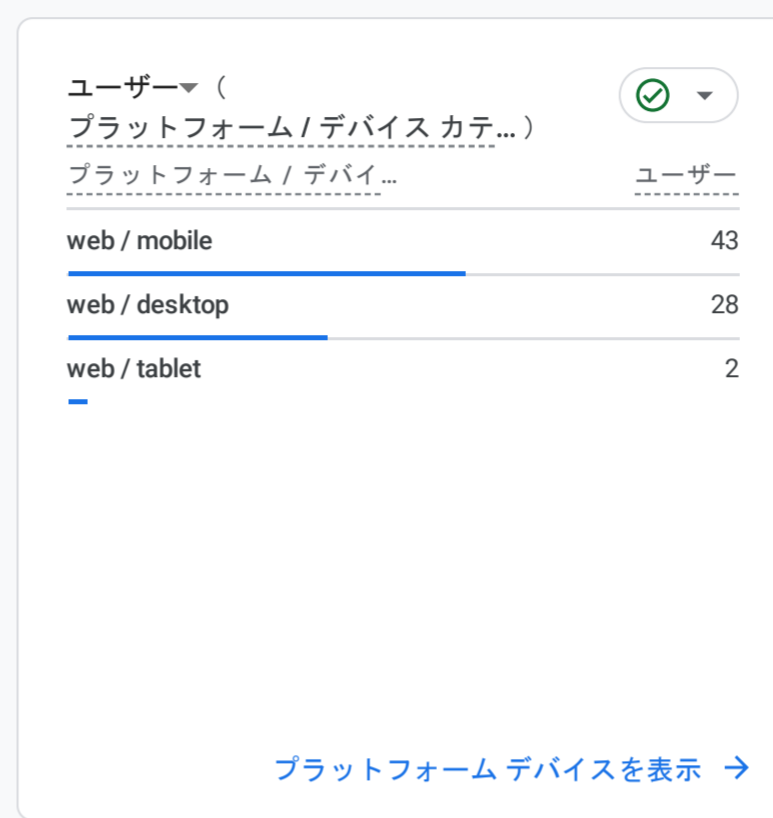 ユーザー （
プラットフォーム / デバイス カテ... ）
プラットフォーム / デバイ... ユーザー
web / mobile 43
web / desktop 28
web / tablet 2
プラットフォーム デバイスを表示